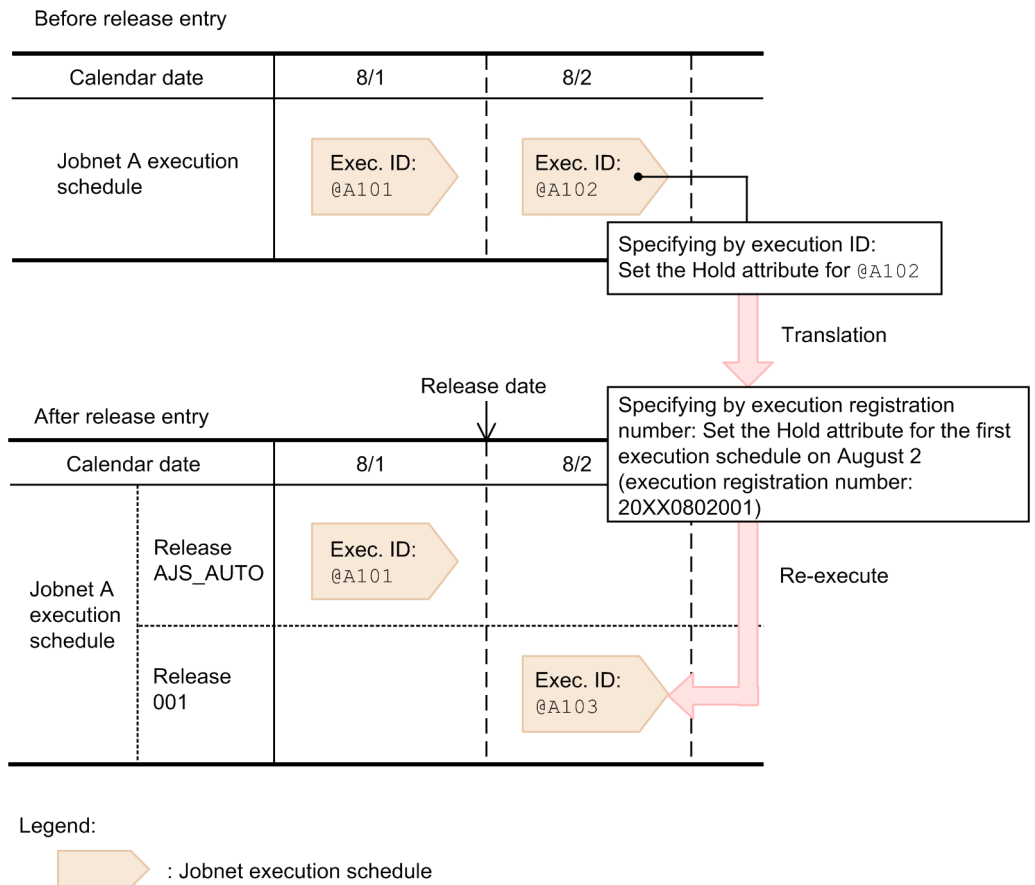 Before release entry
Calendar date 8/1 8/2
Jobnet A execution
schedule
Exec. ID:
@A101
Exec. ID:
@A102
Specifying by execution ID:
Set the Hold attribute for @A102
Translation
Release date
After release entry
Specifying by execution registration
number: Set the Hold attribute for the first
execution schedule on August 2
(execution registration number:
20XX0802001)
Calendar date 8/1 8/2
Jobnet A
execution
schedule
Release
AJS_AUTO
Exec. ID:
@A101
Re-execute
Release
001
Exec. ID:
@A103
Legend:
: Jobnet execution schedule